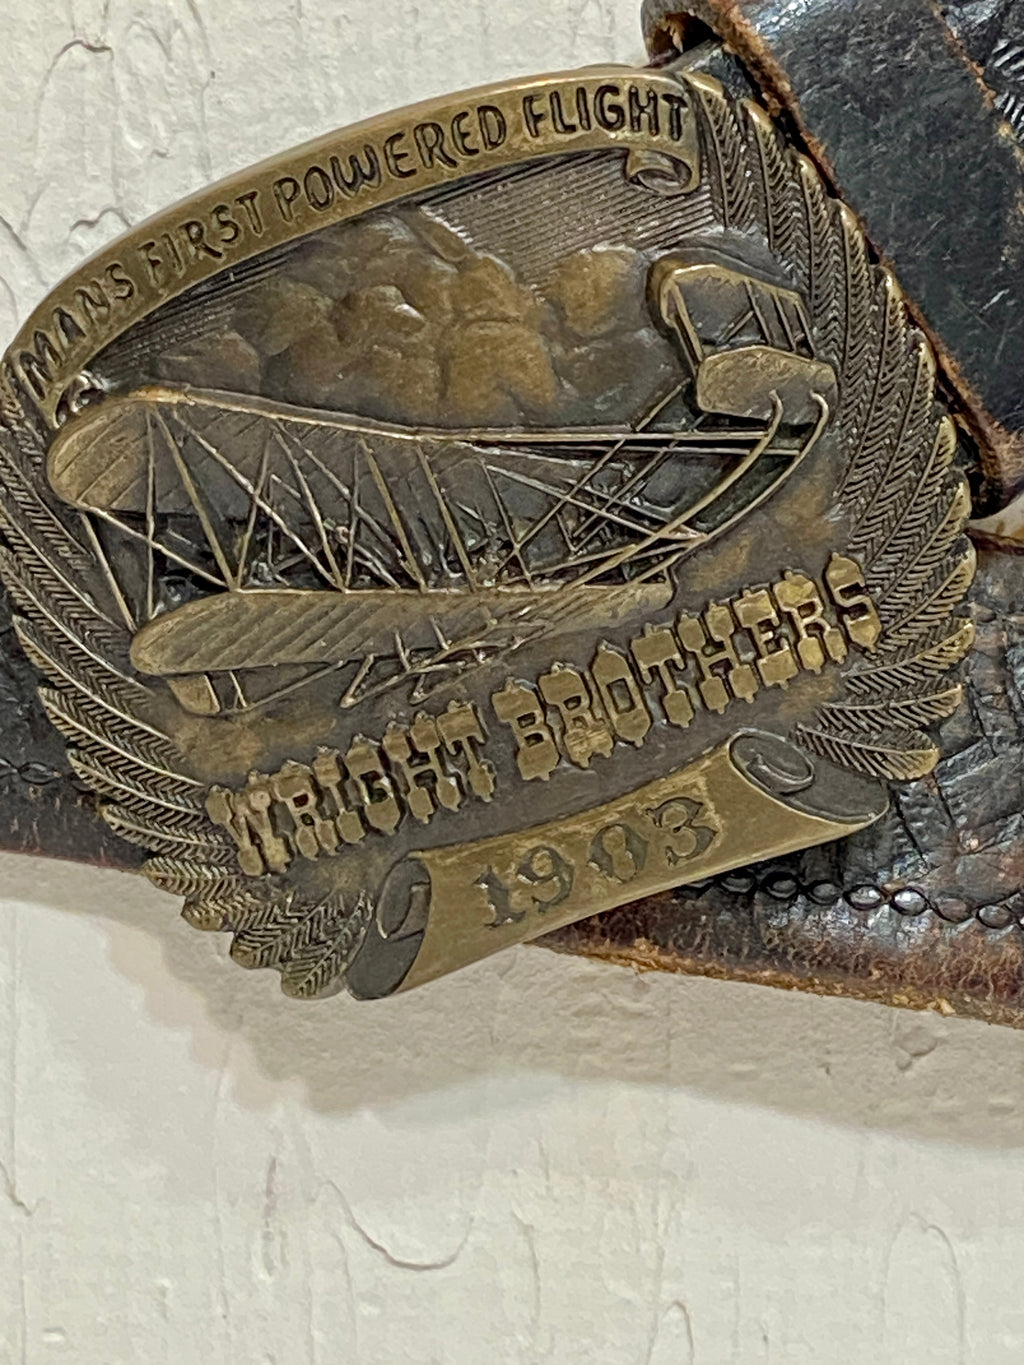 MANS FIRST POWERED FLIGHT
WRIGHT BROTHERS
1903